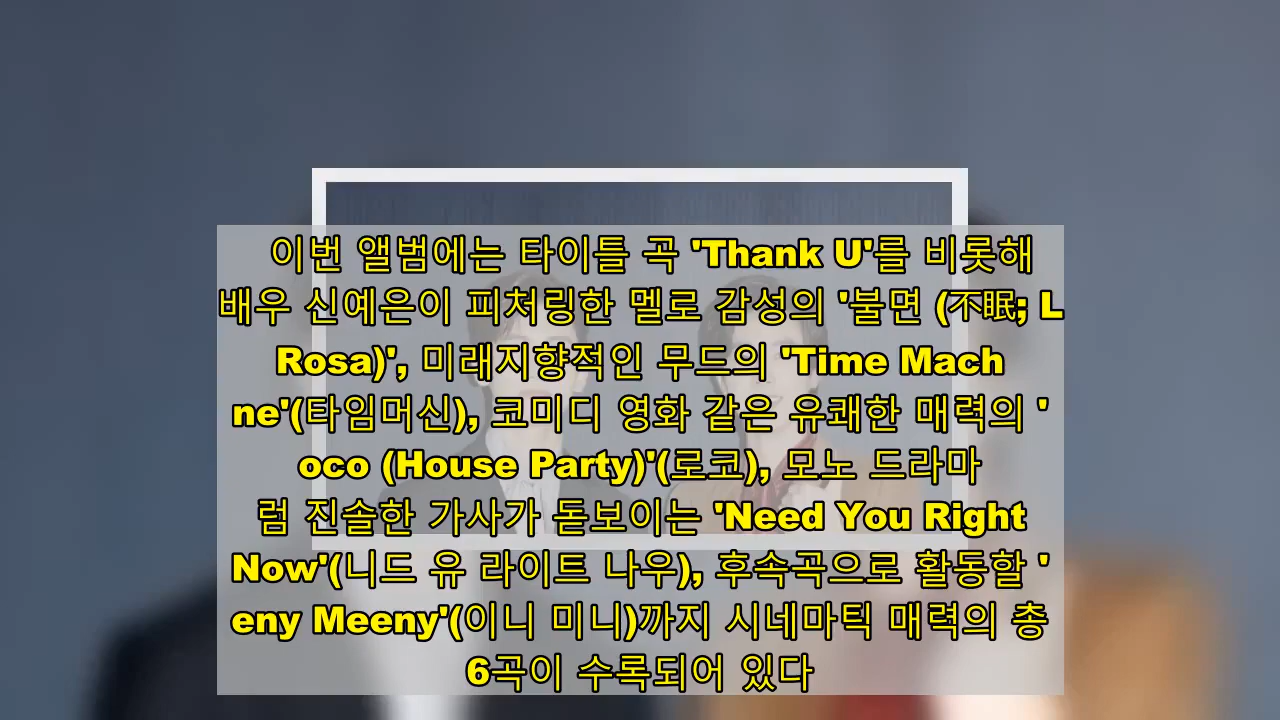 이번 앨범에는 타이틀 곡 'Thank U'를 비롯해
배우 신예은이 피쳐링한 멜로 감성의 '불면 (不眠; L
Rosa)', 미래지향적인 무드의 'Time Mach
ne'(타임머신), 코미디 영화 같은 유쾌한 매력의 '
oco (House Party)'(로코), 모노 드라마
럼 진솔한 가사가 돋보이는 'Need You Right
Now'(니드 유 라이트 나우), 후속곡으로 활동할 '
eny Meeny'(이니 미니)까지 시네마틱 매력의 총
6곡이 수록되어 있다